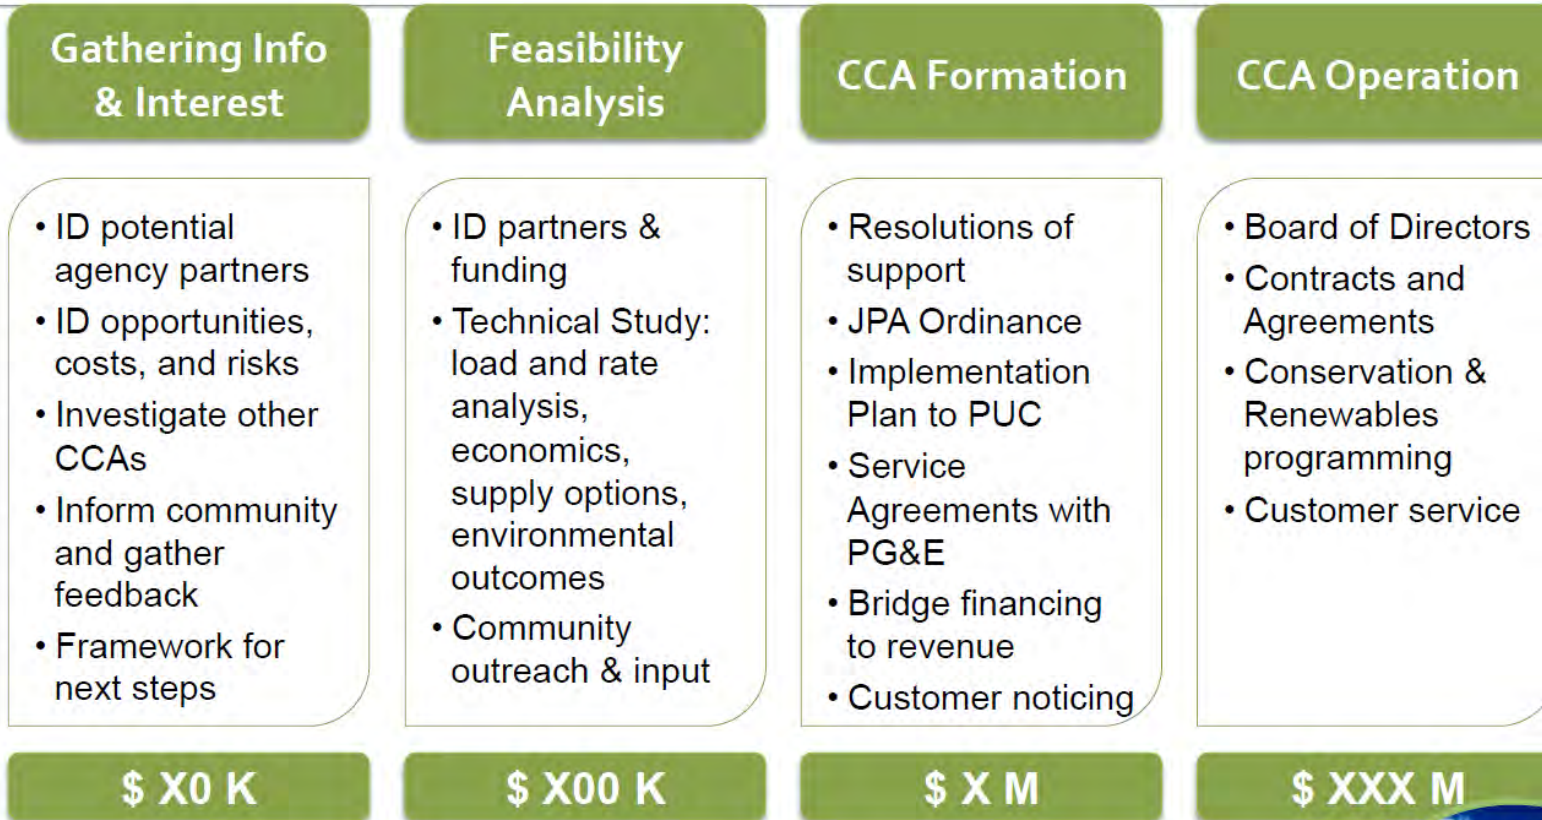 Gathering Info
& Interest
• ID potential
agency partners
• ID opportunities,
costs, and risks
• Investigate other
CCAs
• Inform community
and gather
feedback
• Framework for
next steps
$ X0 K
Feasibility
Analysis
• ID partners &
funding
• Technical Study:
load and rate
analysis,
economics,
supply options,
environmental
outcomes
• Community
outreach & input
$ X00 K
CCA Formation
• Resolutions of
support
• JPA Ordinance
• Implementation
Plan to PUC
• Service
Agreements with
PG&E
• Bridge financing
to revenue
• Customer noticing
$ X M
CCA Operation
• Board of Directors
• Contracts and
Agreements
• Conservation &
Renewables
programming
• Customer service
$ XXX M